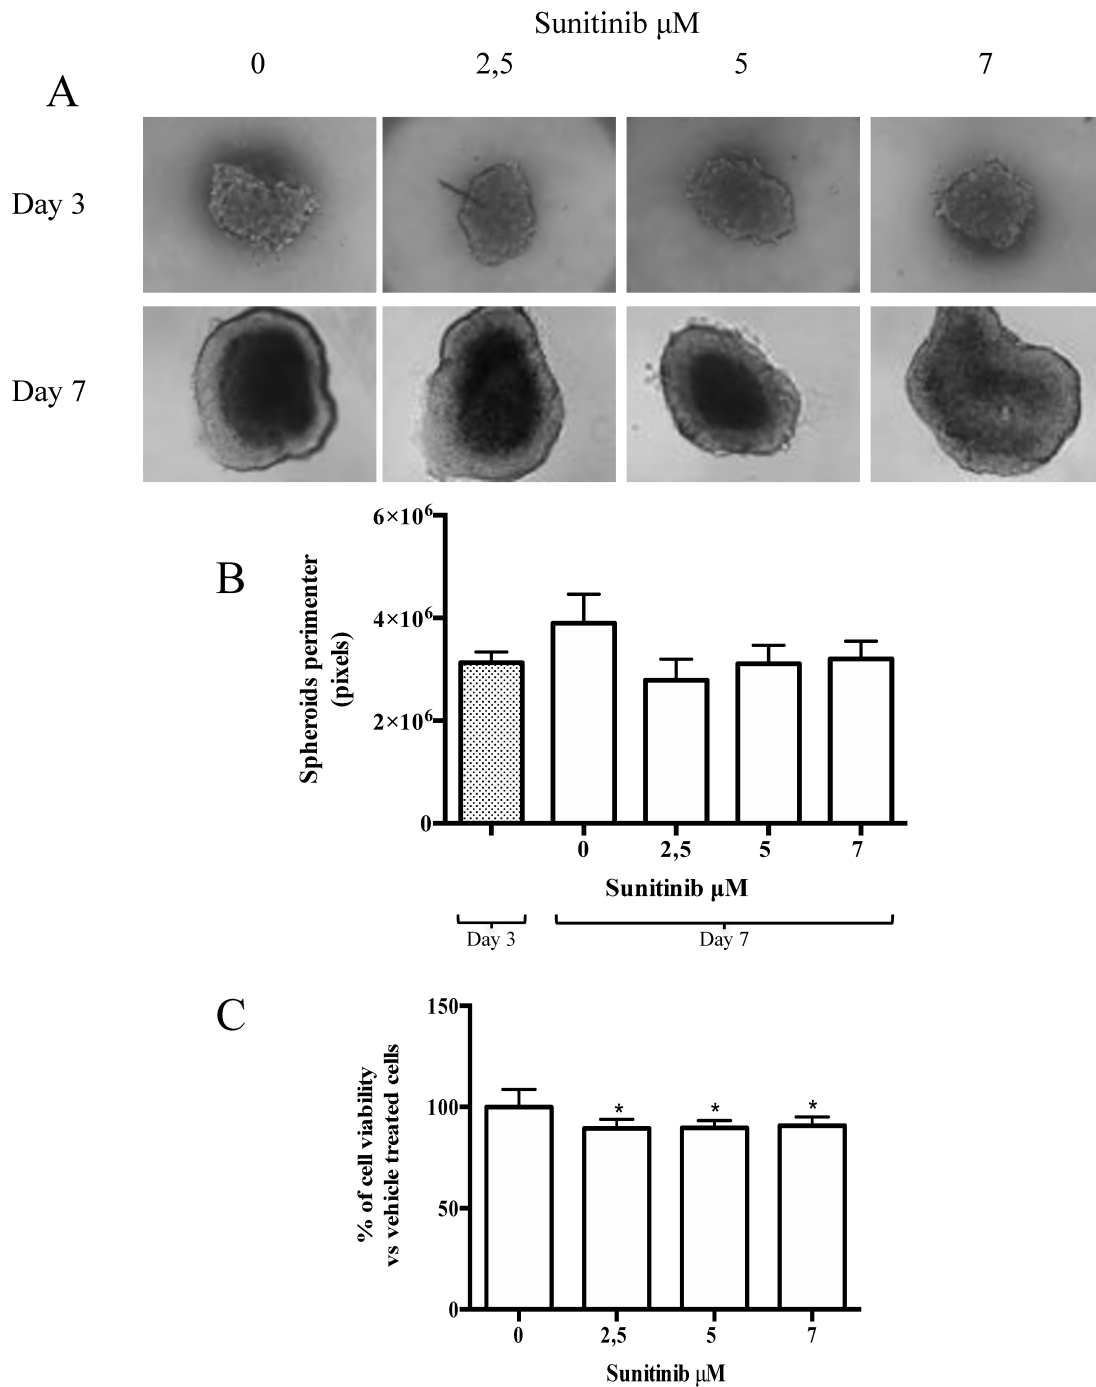 Sunitinib μM
0 2,5 5 7
A
Day 3
Day 7
B
Spheroids perimenter
(pixels)
6×10⁶
4×10⁶
2×10⁶
0
0 2,5 5 7
Sunitinib μM
Day 3 Day 7
C
% of cell viability
vs vehicle treated cells
150
100
50
0
* * *
0 2,5 5 7
Sunitinib μM